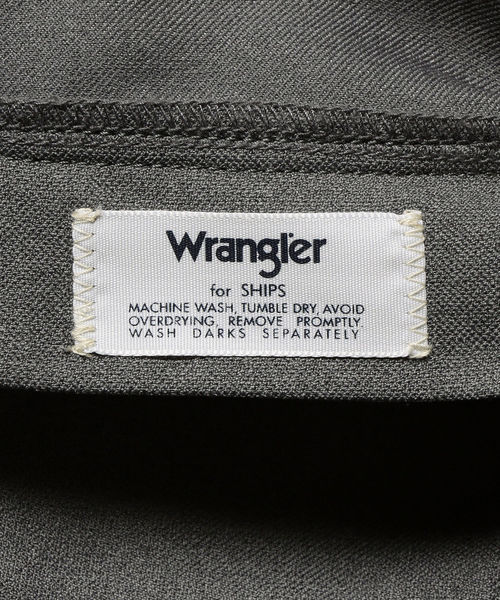 Wrangler
for SHIPS
MACHINE WASH, TUMBLE DRY, AVOID
OVERDRYING, REMOVE PROMPTLY.
WASH DARKS SEPARATELY